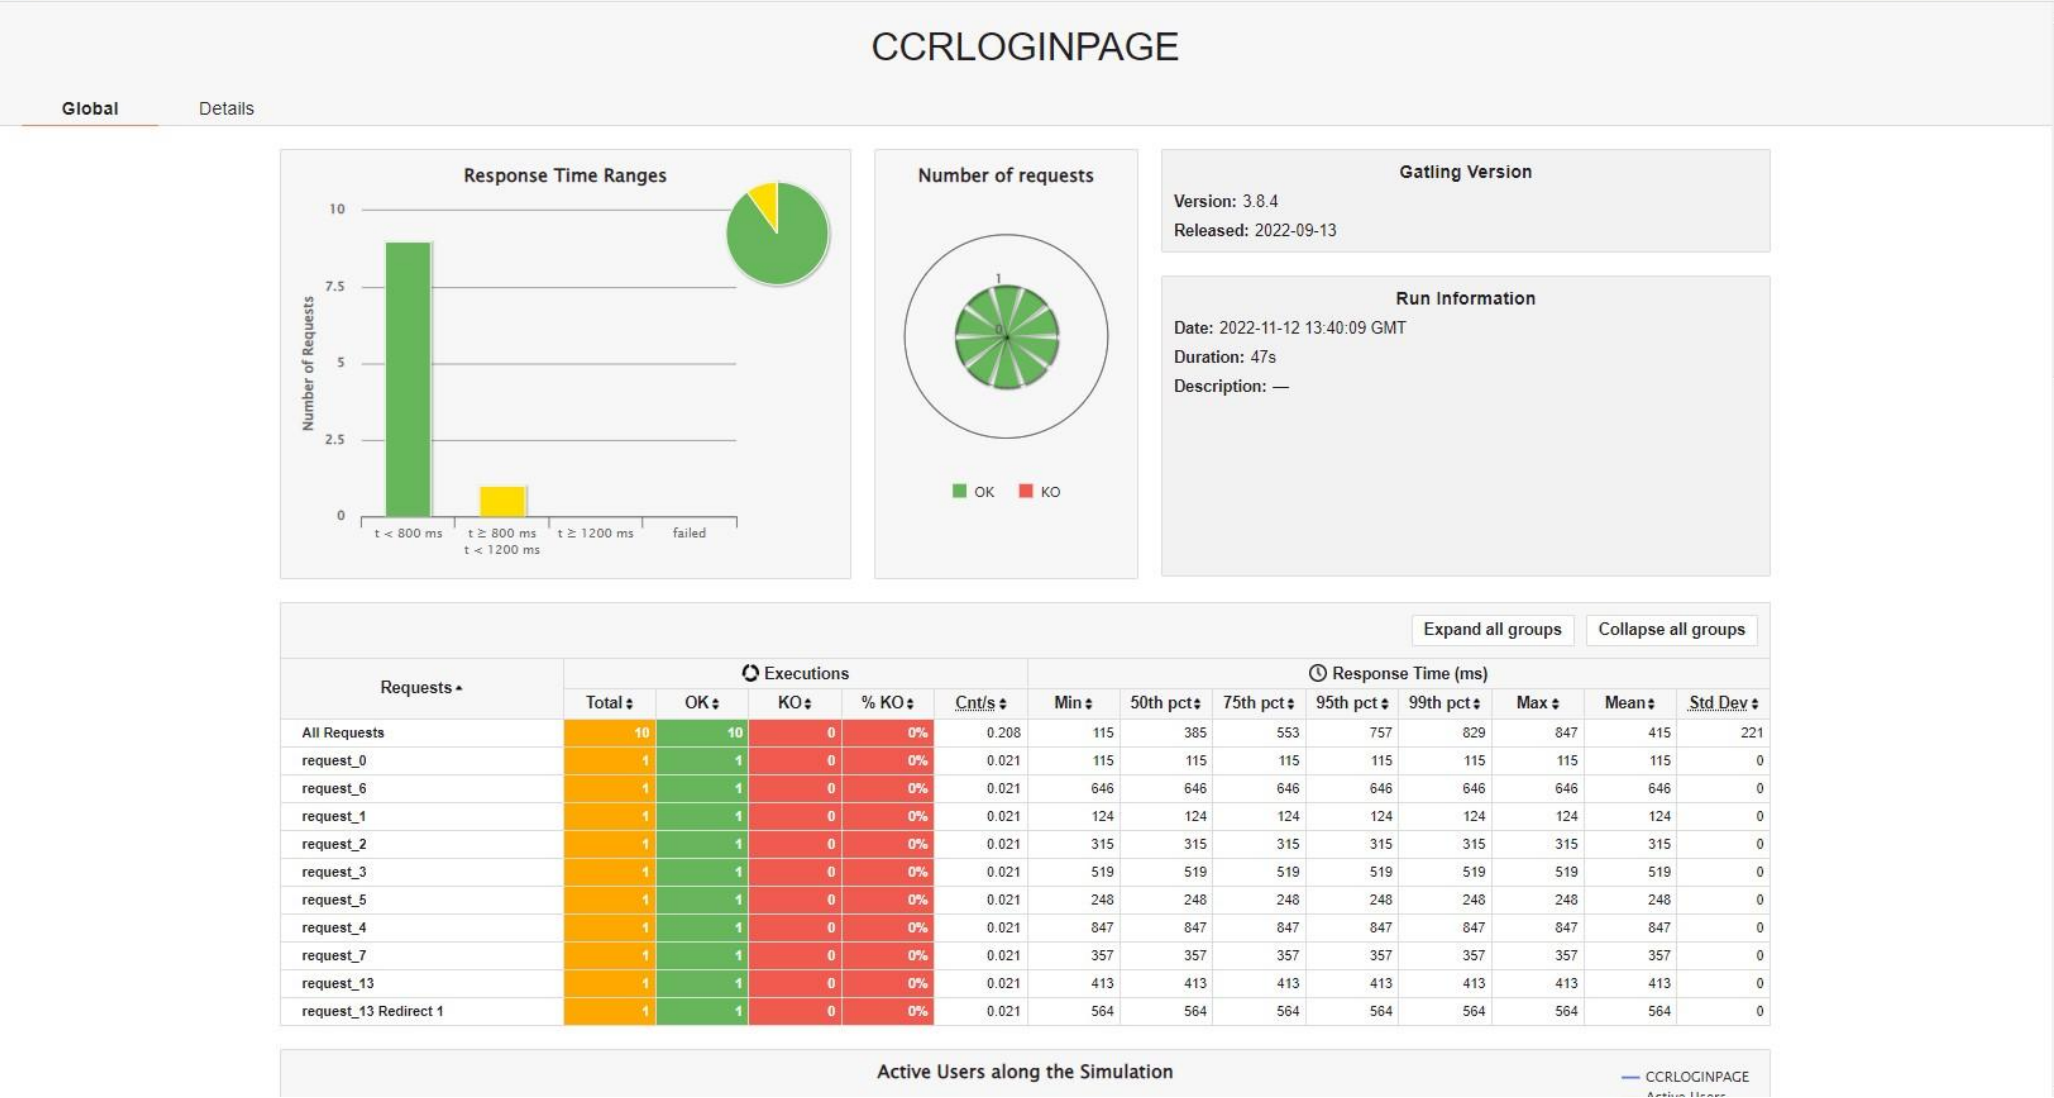 CCRLOGINPAGE
Global Details
Response Time Ranges
Number of Requests
10
7.5
5
2.5
0
t < 800 ms
t ≥ 800 ms
t < 1200 ms
t ≥ 1200 ms
failed
Number of requests
1
0
OK KO
Gatling Version
Version: 3.8.4
Released: 2022-09-13
Run Information
Date: 2022-11-12 13:40:09 GMT
Duration: 47s
Description: —
Expand all groups Collapse all groups
Requests Executions Response Time (ms)
Total OK KO % KO Cnt/s Min 50th pct 75th pct 95th pct 99th pct Max Mean Std Dev
All Requests 10 10 0 0% 0.208 115 385 553 757 829 847 415 221
request_0 1 1 0 0% 0.021 115 115 115 115 115 115 115 0
request_6 1 1 0 0% 0.021 646 646 646 646 646 646 646 0
request_1 1 1 0 0% 0.021 124 124 124 124 124 124 124 0
request_2 1 1 0 0% 0.021 315 315 315 315 315 315 315 0
request_3 1 1 0 0% 0.021 519 519 519 519 519 519 519 0
request_5 1 1 0 0% 0.021 248 248 248 248 248 248 248 0
request_4 1 1 0 0% 0.021 847 847 847 847 847 847 847 0
request_7 1 1 0 0% 0.021 357 357 357 357 357 357 357 0
request_13 1 1 0 0% 0.021 413 413 413 413 413 413 413 0
request_13 Redirect 1 1 1 0 0% 0.021 564 564 564 564 564 564 564 0
Active Users along the Simulation
CCRLOGINPAGE
Active Users